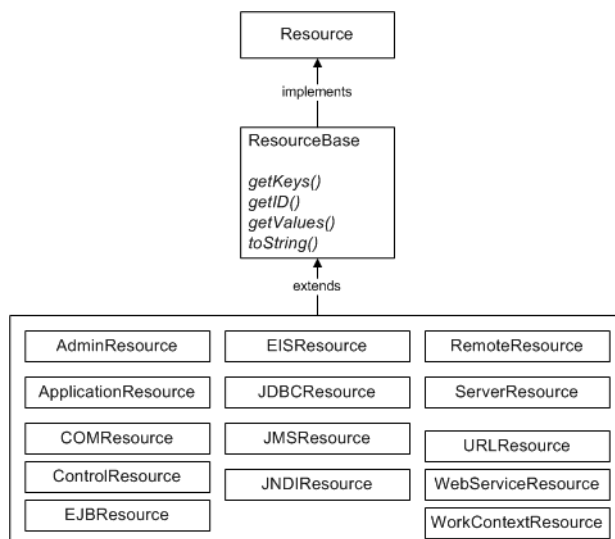 Resource
implements
ResourceBase
getKeys()
getID()
getValues()
toString()
extends
AdminResource
ApplicationResource
COMResource
ControlResource
EJBResource
EISResource
JDBCResource
JMSResource
JNDIResource
RemoteResource
ServerResource
URLResource
WebServiceResource
WorkContextResource